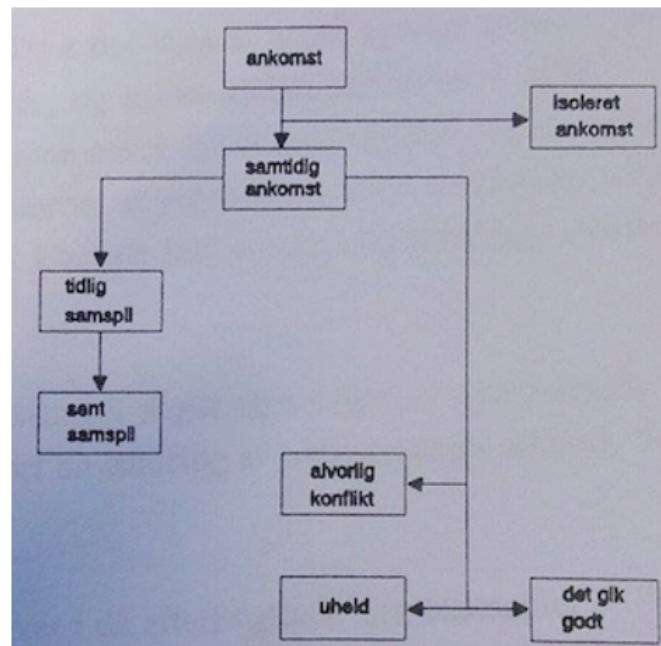 ankomst
isoleret
ankomst
samtidig
ankomst
tidlig
samspil
sent
samspil
alvorlig
konflikt
uheld
det gik
godt